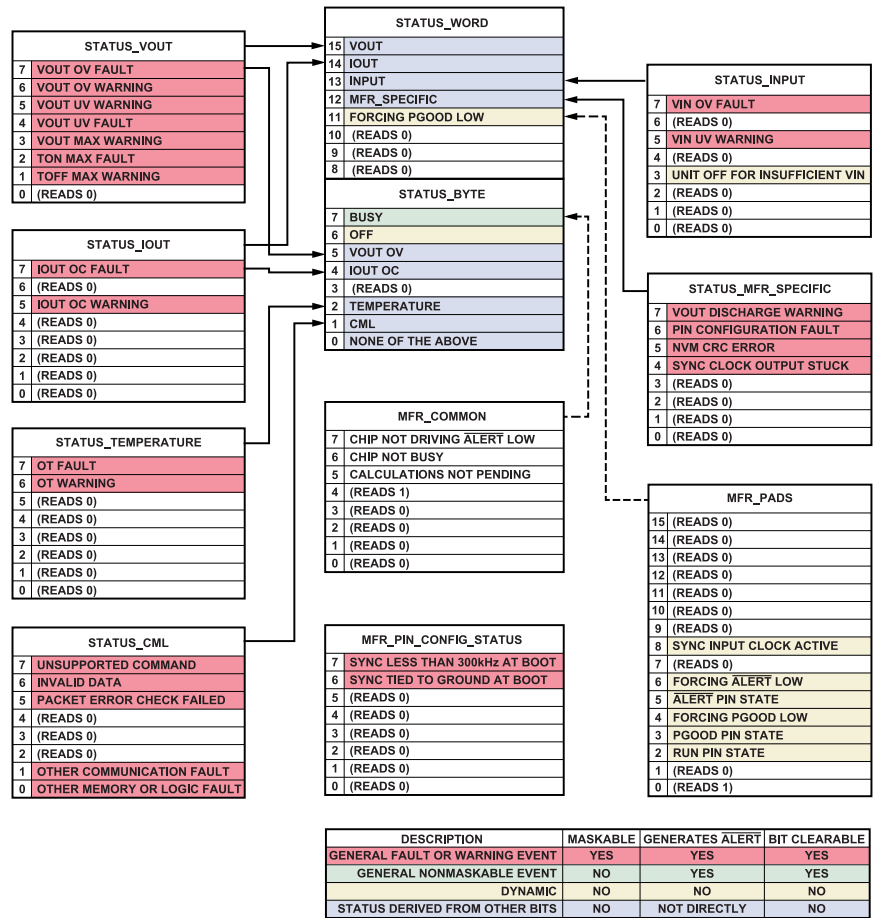 STATUS_VOUT
7 VOUT OV FAULT
6 VOUT OV WARNING
5 VOUT UV WARNING
4 VOUT UV FAULT
3 VOUT MAX WARNING
2 TON MAX FAULT
1 TOFF MAX WARNING
0 (READS 0)
STATUS_IOUT
7 IOUT OC FAULT
6 (READS 0)
5 IOUT OC WARNING
4 (READS 0)
3 (READS 0)
2 (READS 0)
1 (READS 0)
0 (READS 0)
STATUS_TEMPERATURE
7 OT FAULT
6 OT WARNING
5 (READS 0)
4 (READS 0)
3 (READS 0)
2 (READS 0)
1 (READS 0)
0 (READS 0)
STATUS_CML
7 UNSUPPORTED COMMAND
6 INVALID DATA
5 PACKET ERROR CHECK FAILED
4 (READS 0)
3 (READS 0)
2 (READS 0)
1 OTHER COMMUNICATION FAULT
0 OTHER MEMORY OR LOGIC FAULT
STATUS_WORD
15 VOUT
14 IOUT
13 INPUT
12 MFR_SPECIFIC
11 FORCING PGOOD LOW
10 (READS 0)
9 (READS 0)
8 (READS 0)
STATUS_BYTE
7 BUSY
6 OFF
5 VOUT OV
4 IOUT OC
3 (READS 0)
2 TEMPERATURE
1 CML
0 NONE OF THE ABOVE
MFR_COMMON
7 CHIP NOT DRIVING ALERT LOW
6 CHIP NOT BUSY
5 CALCULATIONS NOT PENDING
4 (READS 1)
3 (READS 0)
2 (READS 0)
1 (READS 0)
0 (READS 0)
MFR_PIN_CONFIG_STATUS
7 SYNC LESS THAN 300kHz AT BOOT
6 SYNC TIED TO GROUND AT BOOT
5 (READS 0)
4 (READS 0)
3 (READS 0)
2 (READS 0)
1 (READS 0)
0 (READS 0)
STATUS_INPUT
7 VIN OV FAULT
6 (READS 0)
5 VIN UV WARNING
4 (READS 0)
3 UNIT OFF FOR INSUFFICIENT VIN
2 (READS 0)
1 (READS 0)
0 (READS 0)
STATUS_MFR_SPECIFIC
7 VOUT DISCHARGE WARNING
6 PIN CONFIGURATION FAULT
5 NVM CRC ERROR
4 SYNC CLOCK OUTPUT STUCK
3 (READS 0)
2 (READS 0)
1 (READS 0)
0 (READS 0)
MFR_PADS
15 (READS 0)
14 (READS 0)
13 (READS 0)
12 (READS 0)
11 (READS 0)
10 (READS 0)
9 (READS 0)
8 SYNC INPUT CLOCK ACTIVE
7 (READS 0)
6 FORCING ALERT LOW
5 ALERT PIN STATE
4 FORCING PGOOD LOW
3 PGOOD PIN STATE
2 RUN PIN STATE
1 (READS 0)
0 (READS 1)
DESCRIPTION MASKABLE GENERATES ALERT BIT CLEARABLE
GENERAL FAULT OR WARNING EVENT YES YES YES
GENERAL NONMASKABLE EVENT NO YES YES
DYNAMIC NO NO NO
STATUS DERIVED FROM OTHER BITS NO NOT DIRECTLY NO